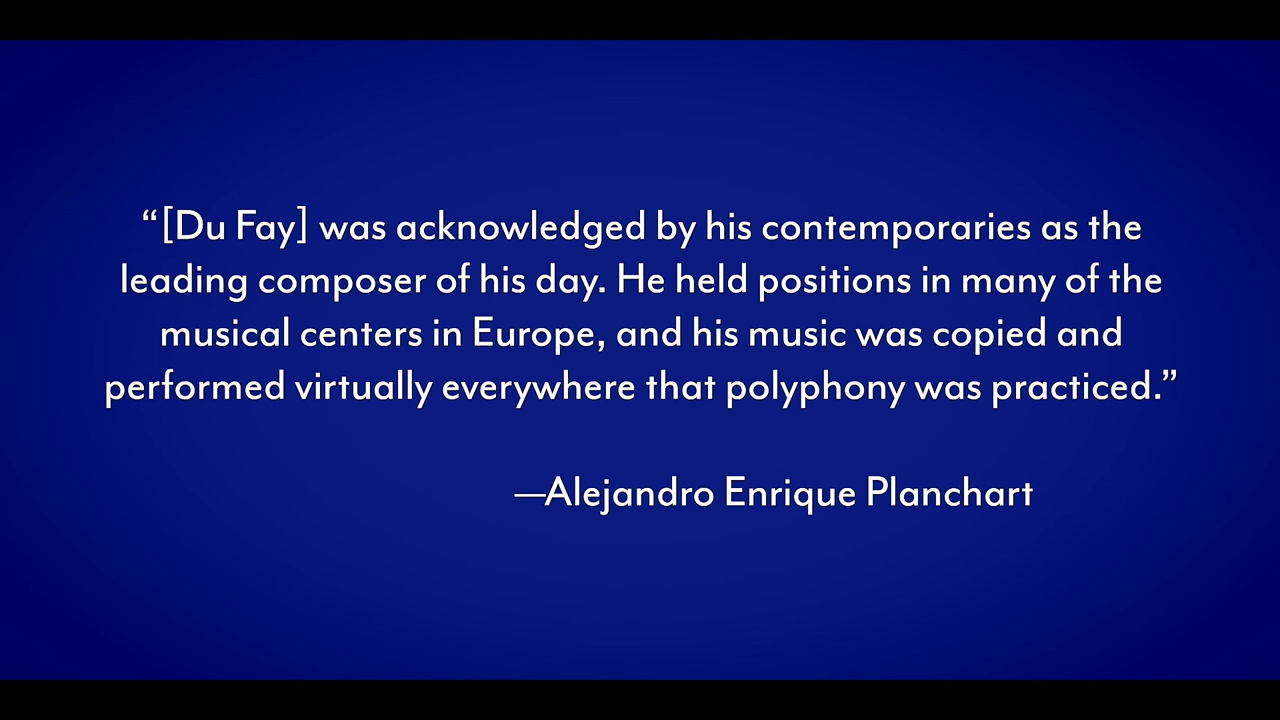 “[Du Fay] was acknowledged by his contemporaries as the
leading composer of his day. He held positions in many of the
musical centers in Europe, and his music was copied and
performed virtually everywhere that polyphony was practiced.”
—Alejandro Enrique Planchart